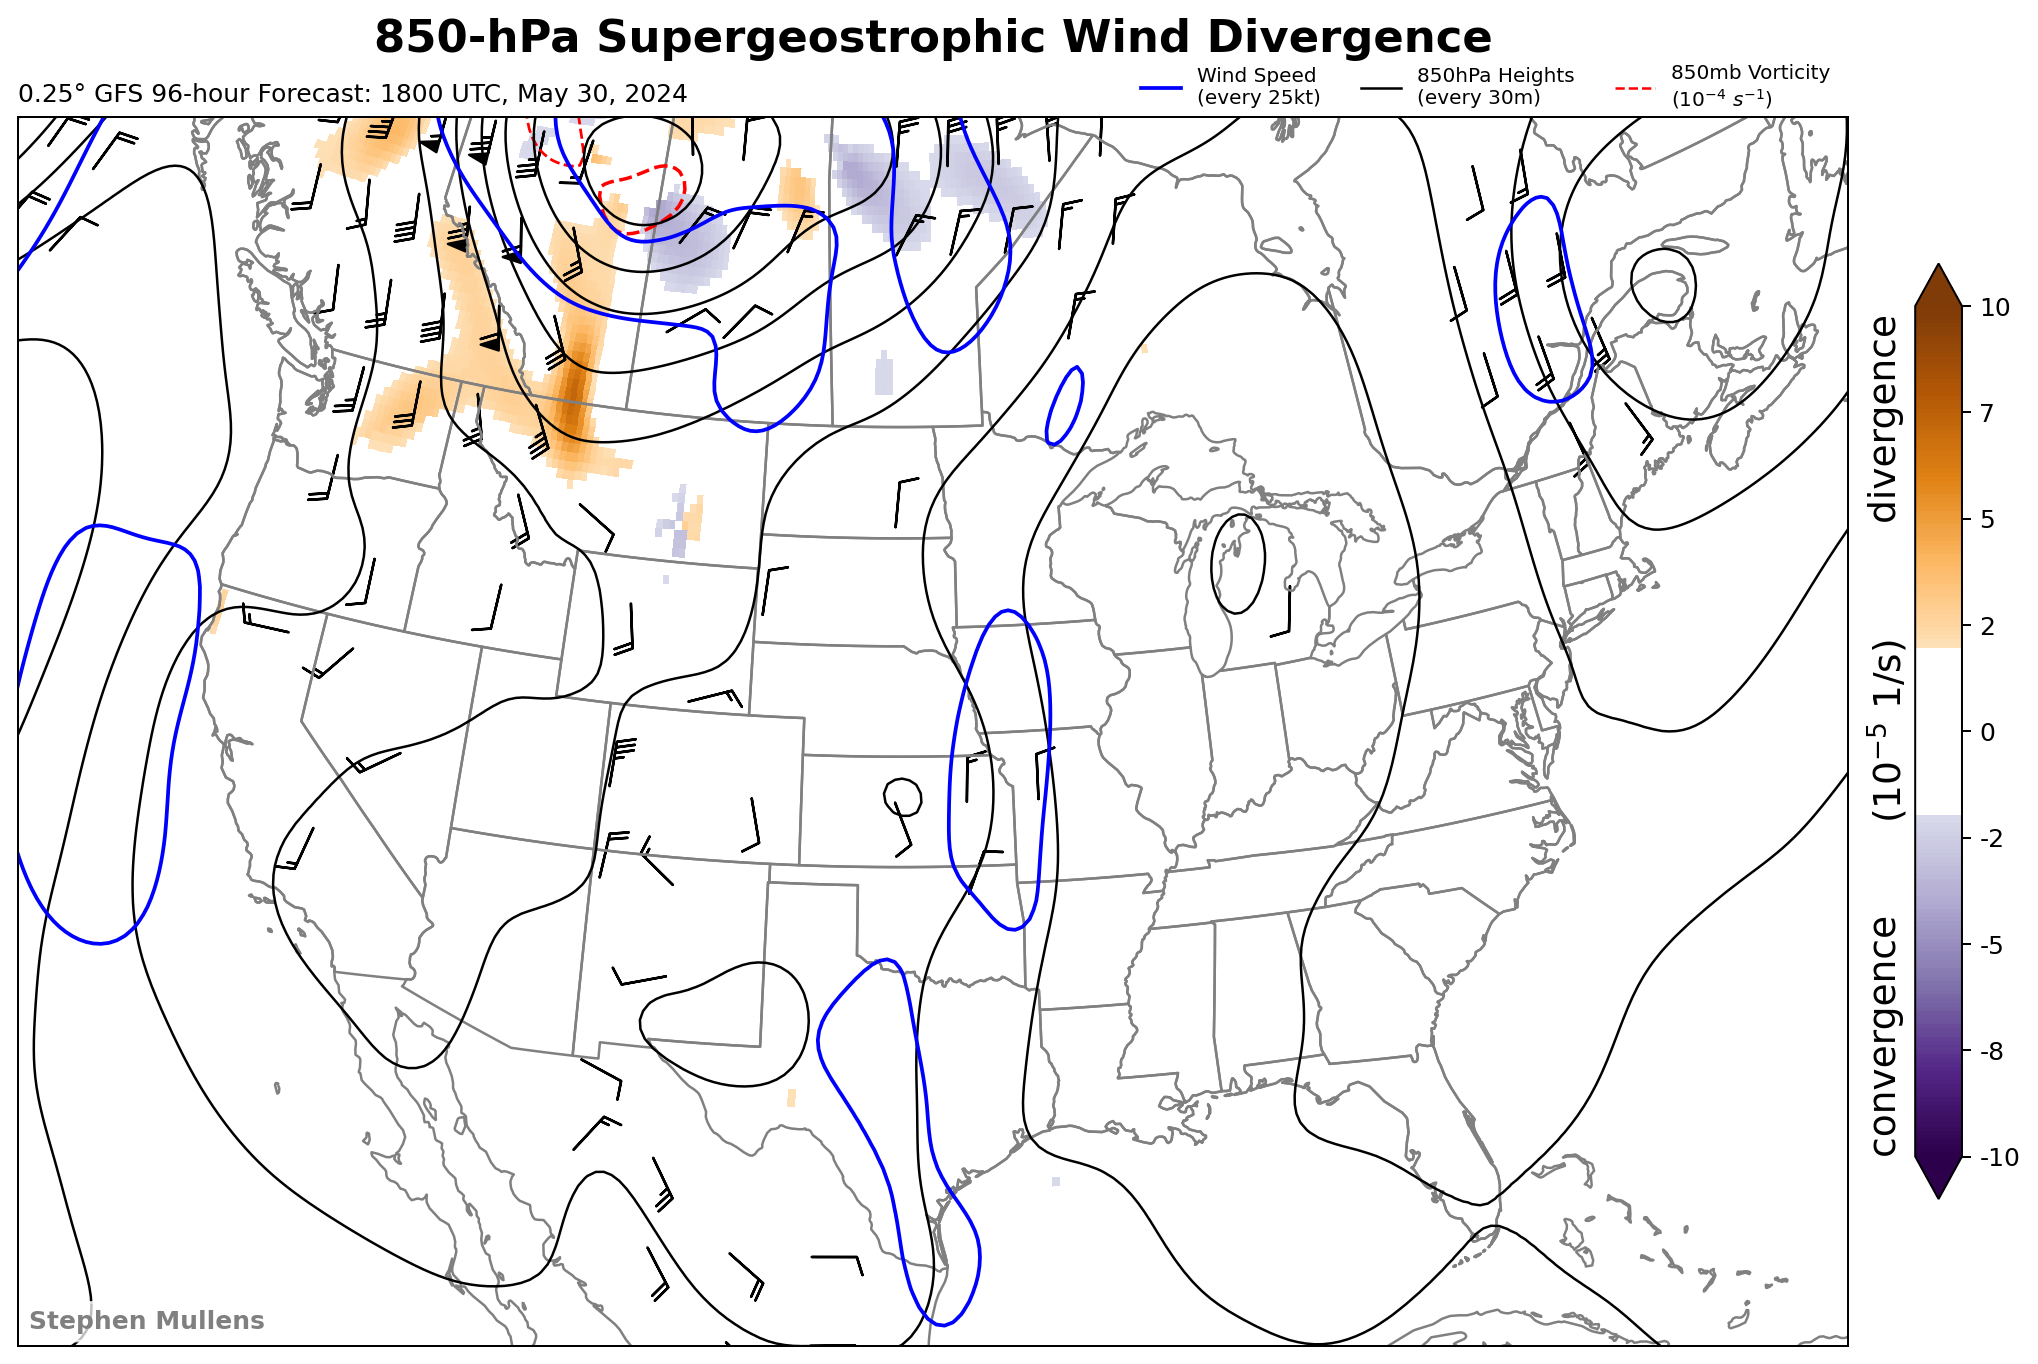 850-hPa Supergeostrophic Wind Divergence
0.25° GFS 96-hour Forecast: 1800 UTC, May 30, 2024
Wind Speed
(every 25kt)
850hPa Heights
(every 30m)
850mb Vorticity
(10⁻⁴ s⁻¹)
10
7
5
2
0
-2
-5
-8
-10
convergence (10⁻⁵ 1/s) divergence
Stephen Mullens